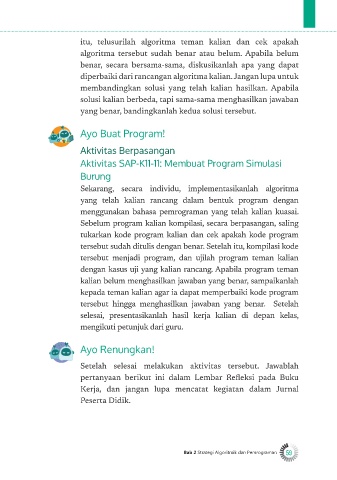 itu, telusurilah algoritma teman kalian dan cek apakah
algoritma tersebut sudah benar atau belum. Apabila belum
benar, secara bersama-sama, diskusikanlah apa yang dapat
diperbaiki dari rancangan algoritma kalian. Jangan lupa untuk
membandingkan solusi yang telah kalian hasilkan. Apabila
solusi kalian berbeda, tapi sama-sama menghasilkan jawaban
yang benar, bandingkanlah kedua solusi tersebut.
Ayo Buat Program!
Aktivitas Berpasangan
Aktivitas SAP-K11-11: Membuat Program Simulasi
Burung
Sekarang, secara individu, implementasikanlah algoritma
yang telah kalian rancang dalam bentuk program dengan
menggunakan bahasa pemrograman yang telah kalian kuasai.
Sebelum program kalian kompilasi, secara berpasangan, saling
tukarkan kode program kalian dan cek apakah kode program
tersebut sudah ditulis dengan benar. Setelah itu, kompilasi kode
tersebut menjadi program, dan ujilah program teman kalian
dengan kasus uji yang kalian rancang. Apabila program teman
kalian belum menghasilkan jawaban yang benar, sampaikanlah
kepada teman kalian agar ia dapat memperbaiki kode program
tersebut hingga menghasilkan jawaban yang benar. Setelah
selesai, presentasikanlah hasil kerja kalian di depan kelas,
mengikuti petunjuk dari guru.
Ayo Renungkan!
Setelah selesai melakukan aktivitas tersebut. Jawablah
pertanyaan berikut ini dalam Lembar Refleksi pada Buku
Kerja, dan jangan lupa mencatat kegiatan dalam Jurnal
Peserta Didik.
Bab 2 Strategi Algoritmik dan Pemrograman 59